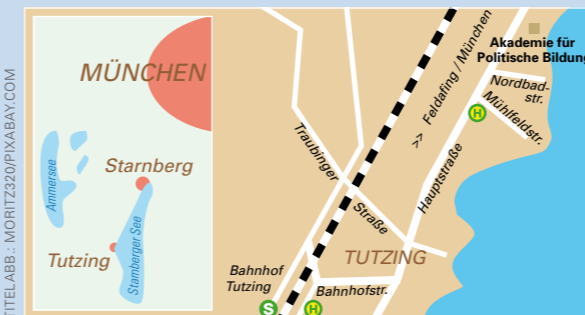 TITELABB.: MORITZ320/PIXABAY.COM
MÜNCHEN
Starnberg
Ammersee
Starnberger See
Tutzing
Akademie für
Politische Bildung
Nordbad-
str.
Mühlfeldstr.
H
>> Feldafing / München
Hauptstraße
Traubinger
Straße
TUTZING
Bahnhof
Tutzing
Bahnhofstr.
S
H